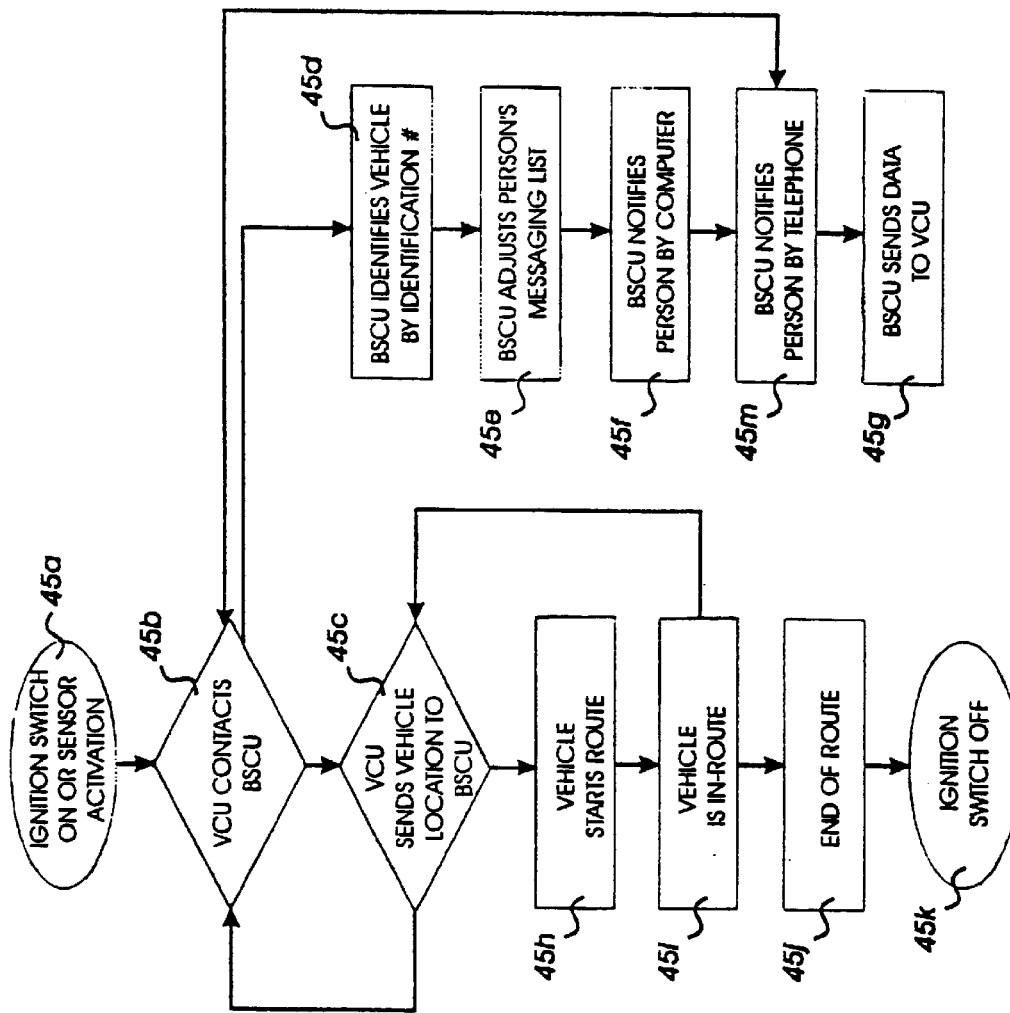 IGNITION SWITCH
ON OR SENSOR
ACTIVATION
45a
VCU CONTACTS
BSCU
45b
VCU
SENDS VEHICLE
LOCATION TO
BSCU
45c
VEHICLE
STARTS ROUTE
45h
VEHICLE
IS IN-ROUTE
45i
END OF ROUTE
45j
IGNITION
SWITCH OFF
45k
BSCU IDENTIFIES VEHICLE
BY IDENTIFICATION #
45d
BSCU ADJUSTS PERSON'S
MESSAGING LIST
45e
BSCU NOTIFIES
PERSON BY COMPUTER
45f
BSCU NOTIFIES
PERSON BY TELEPHONE
45m
BSCU SENDS DATA
TO VCU
45g